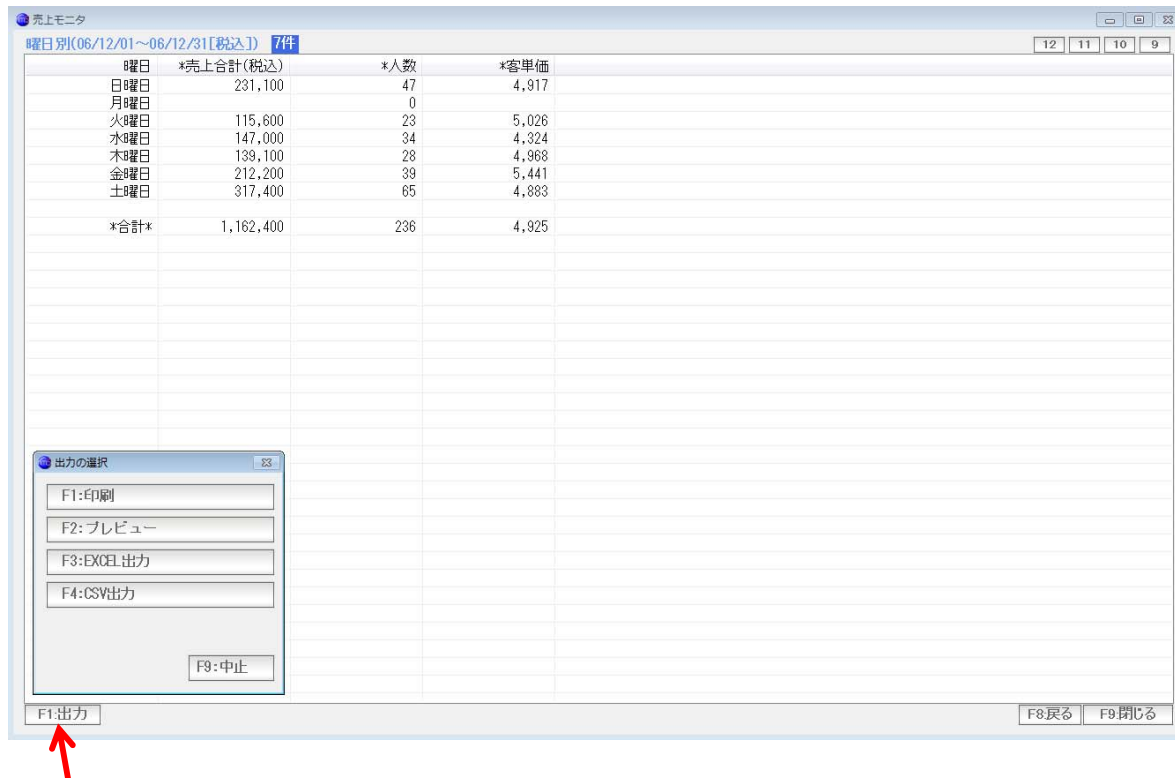 売上モニタ
曜日別(06/12/01～06/12/31[税込]) 7件 12 11 10 9
曜日 *売上合計(税込) *人数 *客単価
日曜日 231,100 47 4,917
月曜日 0
火曜日 115,600 23 5,026
水曜日 147,000 34 4,324
木曜日 139,100 28 4,968
金曜日 212,200 39 5,441
土曜日 317,400 65 4,883
*合計* 1,162,400 236 4,925
出力の選択
F1:印刷
F2:プレビュー
F3:EXCEL出力
F4:CSV出力
F9:中止
F1:出力 F8:戻る F9:閉じる